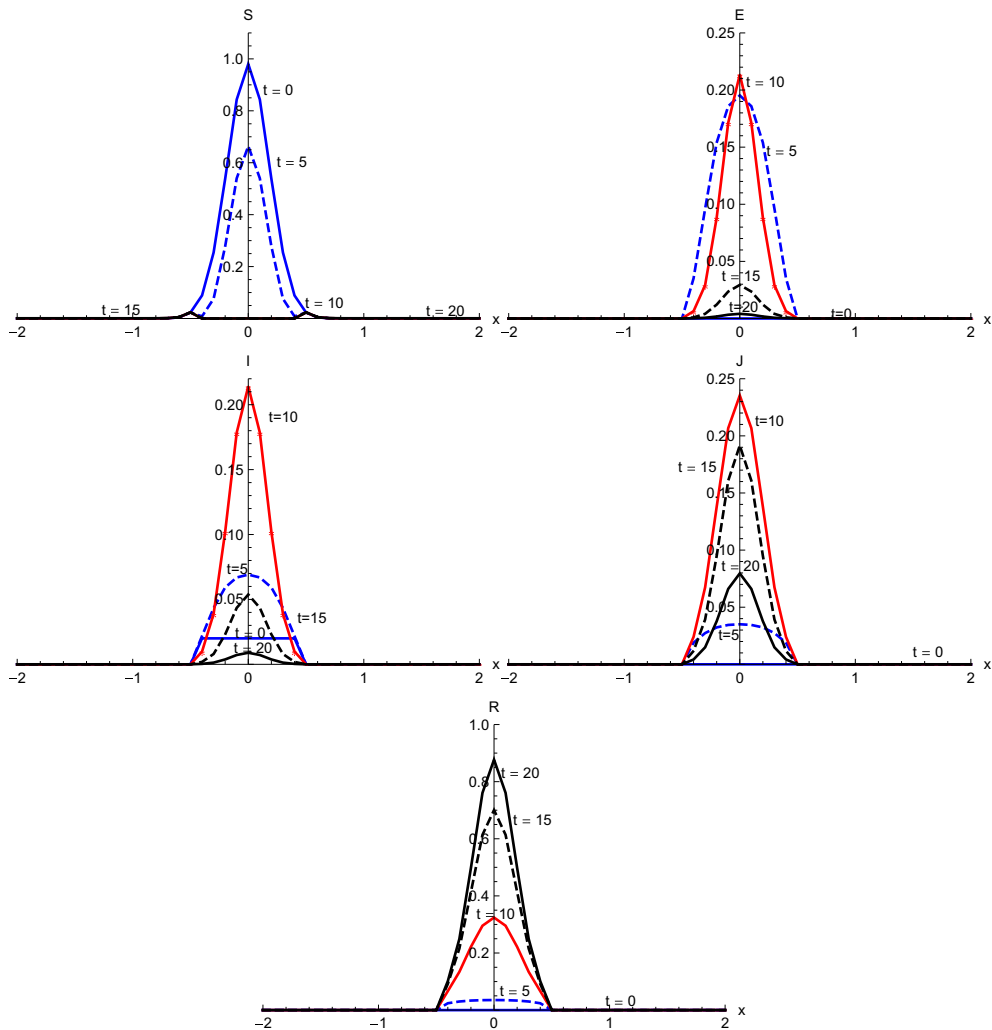 S
1.0
t = 0
0.8
t = 5
0.6
0.4
0.2
t = 15
t = 10
t = 20
−2
−1
0
1
2
x
E
0.25
t = 10
0.20
t = 5
0.15
0.10
0.05
t = 15
t=20
t=0
−2
−1
0
1
2
x
I
0.20
t=10
0.15
0.10
t=5
0.05
t=15
t = 0
t = 20
−2
−1
0
1
2
x
J
0.25
t=10
0.20
t = 15
0.15
0.10
t = 20
0.05
t=5
t = 0
−2
−1
0
1
2
x
R
1.0
0.8
t = 20
t = 15
0.6
0.4
t = 10
0.2
t = 5
t = 0
−2
−1
0
1
2
x